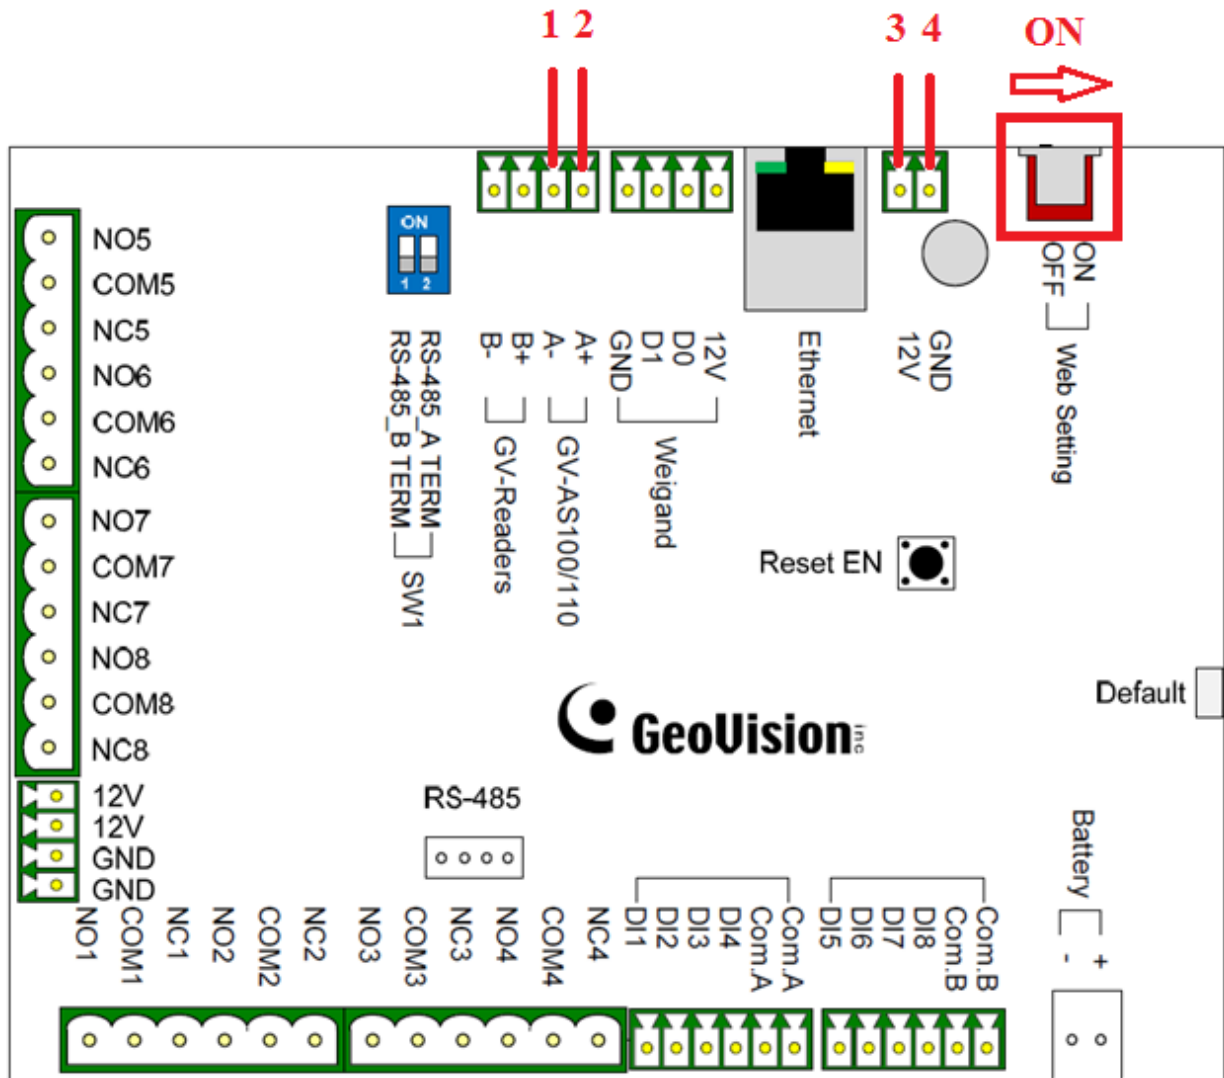 1 2
3 4
ON
ON
1 2
NO5
COM5
NC5
NO6
COM6
NC6
NO7
COM7
NC7
NO8
COM8
NC8
12V
12V
GND
GND
RS-485_B TERM
RS-485_A TERM
SW1
B-
B+
A-
A+
GV-Readers
GV-AS100/110
GND
D1
D0
12V
Weigand
Ethernet
12V
GND
OFF
ON
Web Setting
Reset EN
Default
GeoVision inc
RS-485
Battery
- +
NO1
COM1
NC1
NO2
COM2
NC2
NO3
COM3
NC3
NO4
COM4
NC4
DI1
DI2
DI3
DI4
Com.A
Com.A
DI5
DI6
DI7
DI8
Com.B
Com.B